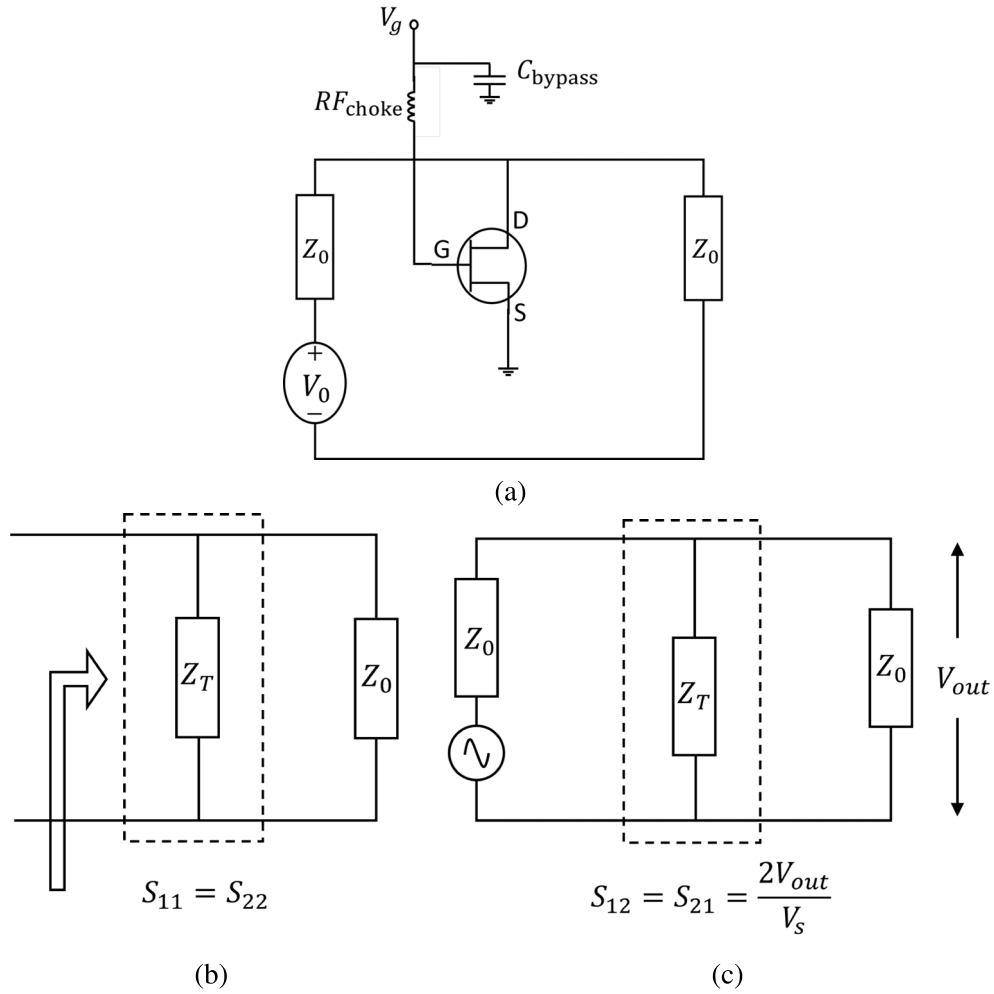 V_g
C_bypass
RF_choke
D
G
S
Z_0
Z_0
+
V_0
−
(a)
Z_T
Z_0
S_11 = S_22
(b)
Z_0
Z_T
Z_0
V_out
S_12 = S_21 = 2V_out / V_s
(c)